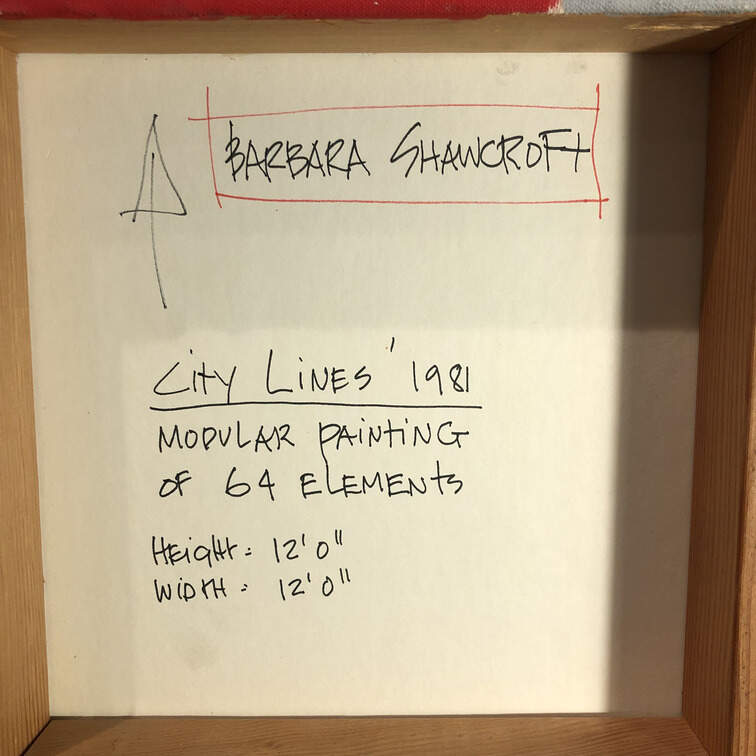 BARBARA SHAWCROFT
CITY LINES' 1981
MODULAR PAINTING
OF 64 ELEMENTS
HEIGHT: 12'0"
WIDTH: 12'0"